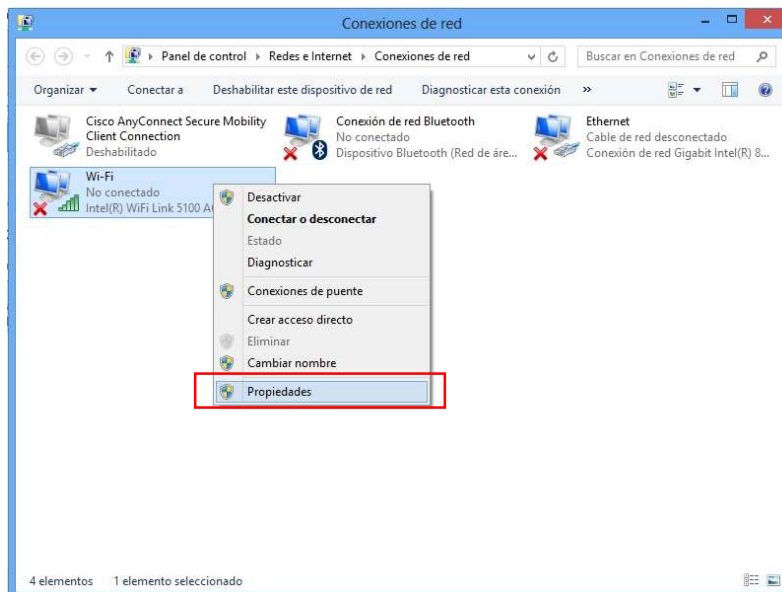 Conexiones de red
Panel de control Redes e Internet Conexiones de red
Buscar en Conexiones de red
Organizar Conectar a Deshabilitar este dispositivo de red Diagnosticar esta conexión »
Cisco AnyConnect Secure Mobility
Client Connection
Deshabilitado
Conexión de red Bluetooth
No conectado
Dispositivo Bluetooth (Red de áre...
Ethernet
Cable de red desconectado
Conexión de red Gigabit Intel(R) 8...
Wi-Fi
No conectado
Intel(R) WiFi Link 5100
Desactivar
Conectar o desconectar
Estado
Diagnosticar
Conexiones de puente
Crear acceso directo
Eliminar
Cambiar nombre
Propiedades
4 elementos 1 elemento seleccionado